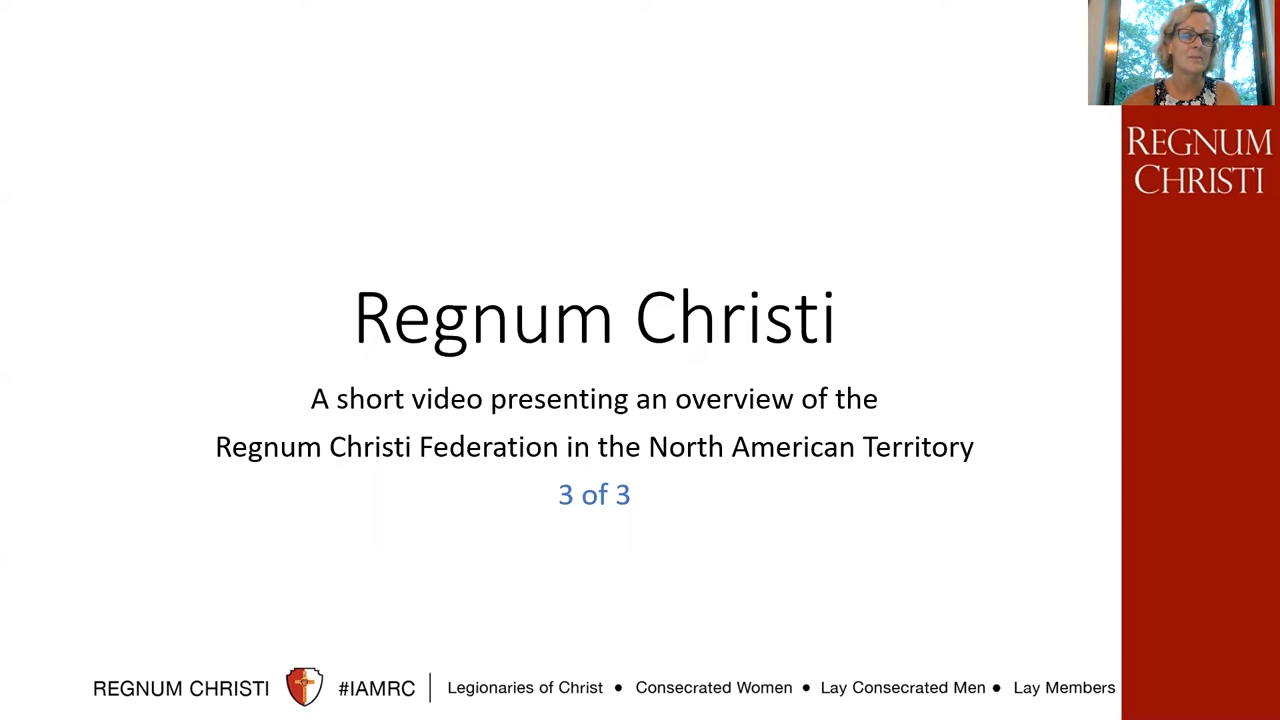 REGNUM
CHRISTI
Regnum Christi
A short video presenting an overview of the
Regnum Christi Federation in the North American Territory
3 of 3
REGNUM CHRISTI #IAMRC Legionaries of Christ • Consecrated Women • Lay Consecrated Men • Lay Members